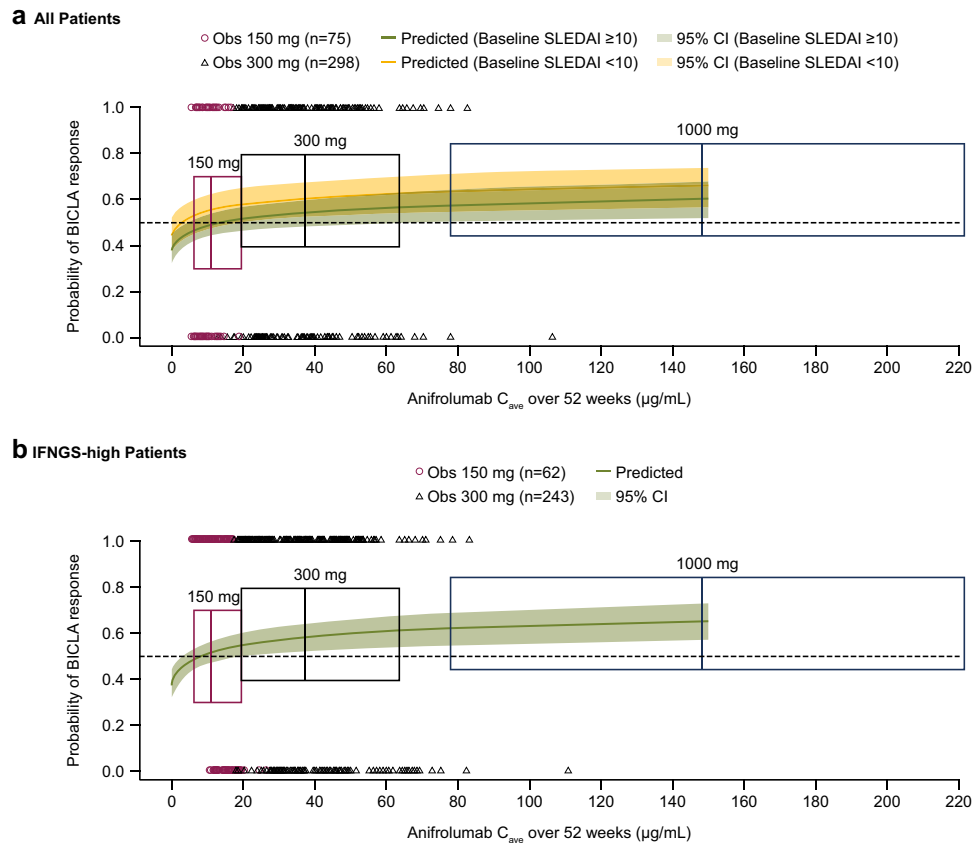 a All Patients
Obs 150 mg (n=75) Predicted (Baseline SLEDAI ≥10) 95% CI (Baseline SLEDAI ≥10)
Obs 300 mg (n=298) Predicted (Baseline SLEDAI <10) 95% CI (Baseline SLEDAI <10)
Probability of BICLA response
1.0
0.8
0.6
0.4
0.2
0.0
150 mg
300 mg
1000 mg
0 20 40 60 80 100 120 140 160 180 200 220
Anifrolumab Cave over 52 weeks (µg/mL)
b IFNGS-high Patients
Obs 150 mg (n=62) Predicted
Obs 300 mg (n=243) 95% CI
Probability of BICLA response
1.0
0.8
0.6
0.4
0.2
0.0
150 mg
300 mg
1000 mg
0 20 40 60 80 100 120 140 160 180 200 220
Anifrolumab Cave over 52 weeks (µg/mL)